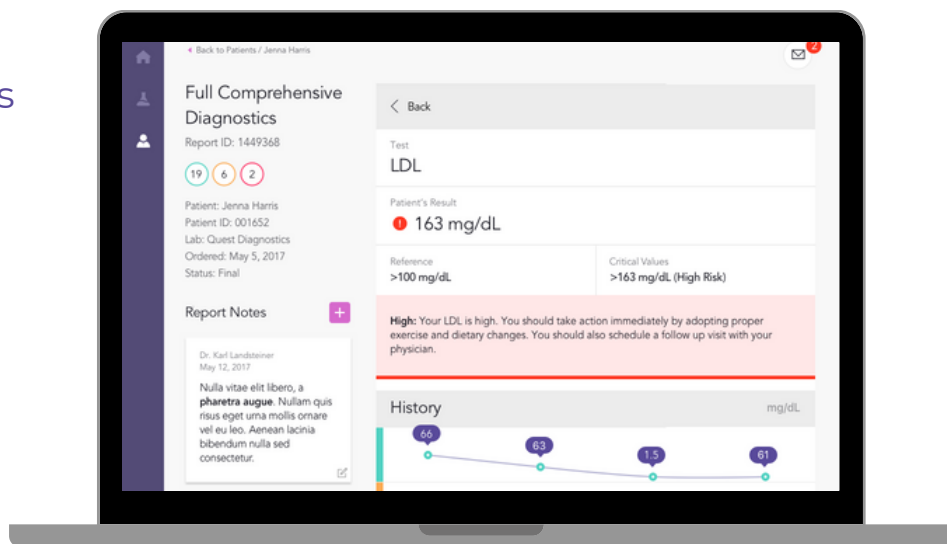 s
Back to Patients / Jenna Harris
2
Full Comprehensive
Diagnostics
Report ID: 1449368
19 6 2
Patient: Jenna Harris
Patient ID: 001652
Lab: Quest Diagnostics
Ordered: May 5, 2017
Status: Final
Report Notes
+
Dr. Karl Landsteiner
May 12, 2017
Nulla vitae elit libero, a
pharetra augue. Nullam quis
risus eget urna mollis ornare
vel eu leo. Aenean lacinia
bibendum nulla sed
consectetur.
Back
Test
LDL
Patient's Result
! 163 mg/dL
Reference
>100 mg/dL
Critical Values
>163 mg/dL (High Risk)
High: Your LDL is high. You should take action immediately by adopting proper
exercise and dietary changes. You should also schedule a follow up visit with your
physician.
History mg/dL
66 63 1.5 61